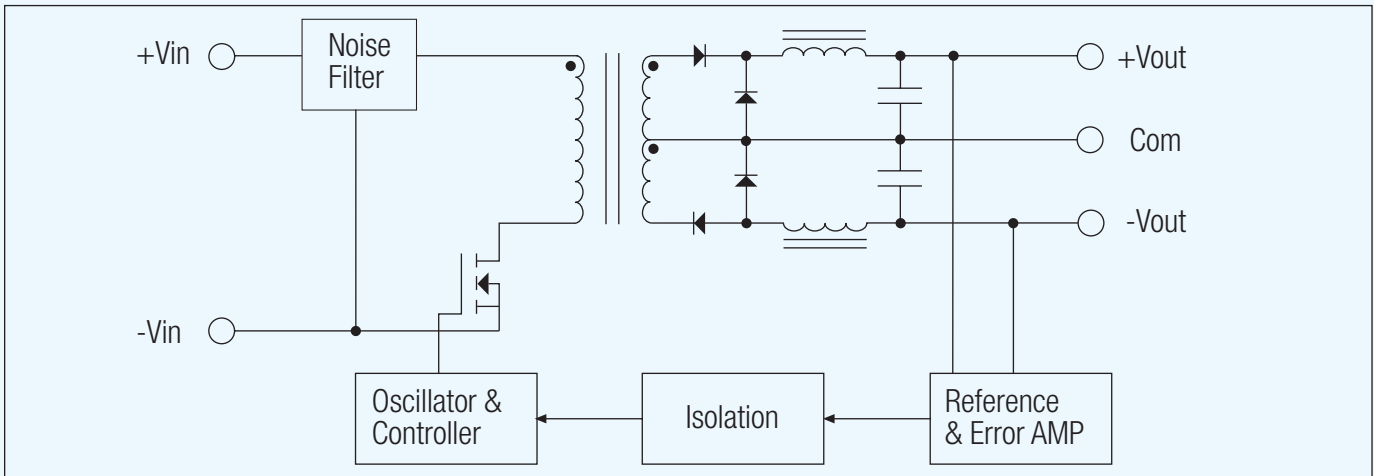 +Vin
Noise
Filter
+Vout
Com
-Vout
-Vin
Oscillator &
Controller
Isolation
Reference
& Error AMP